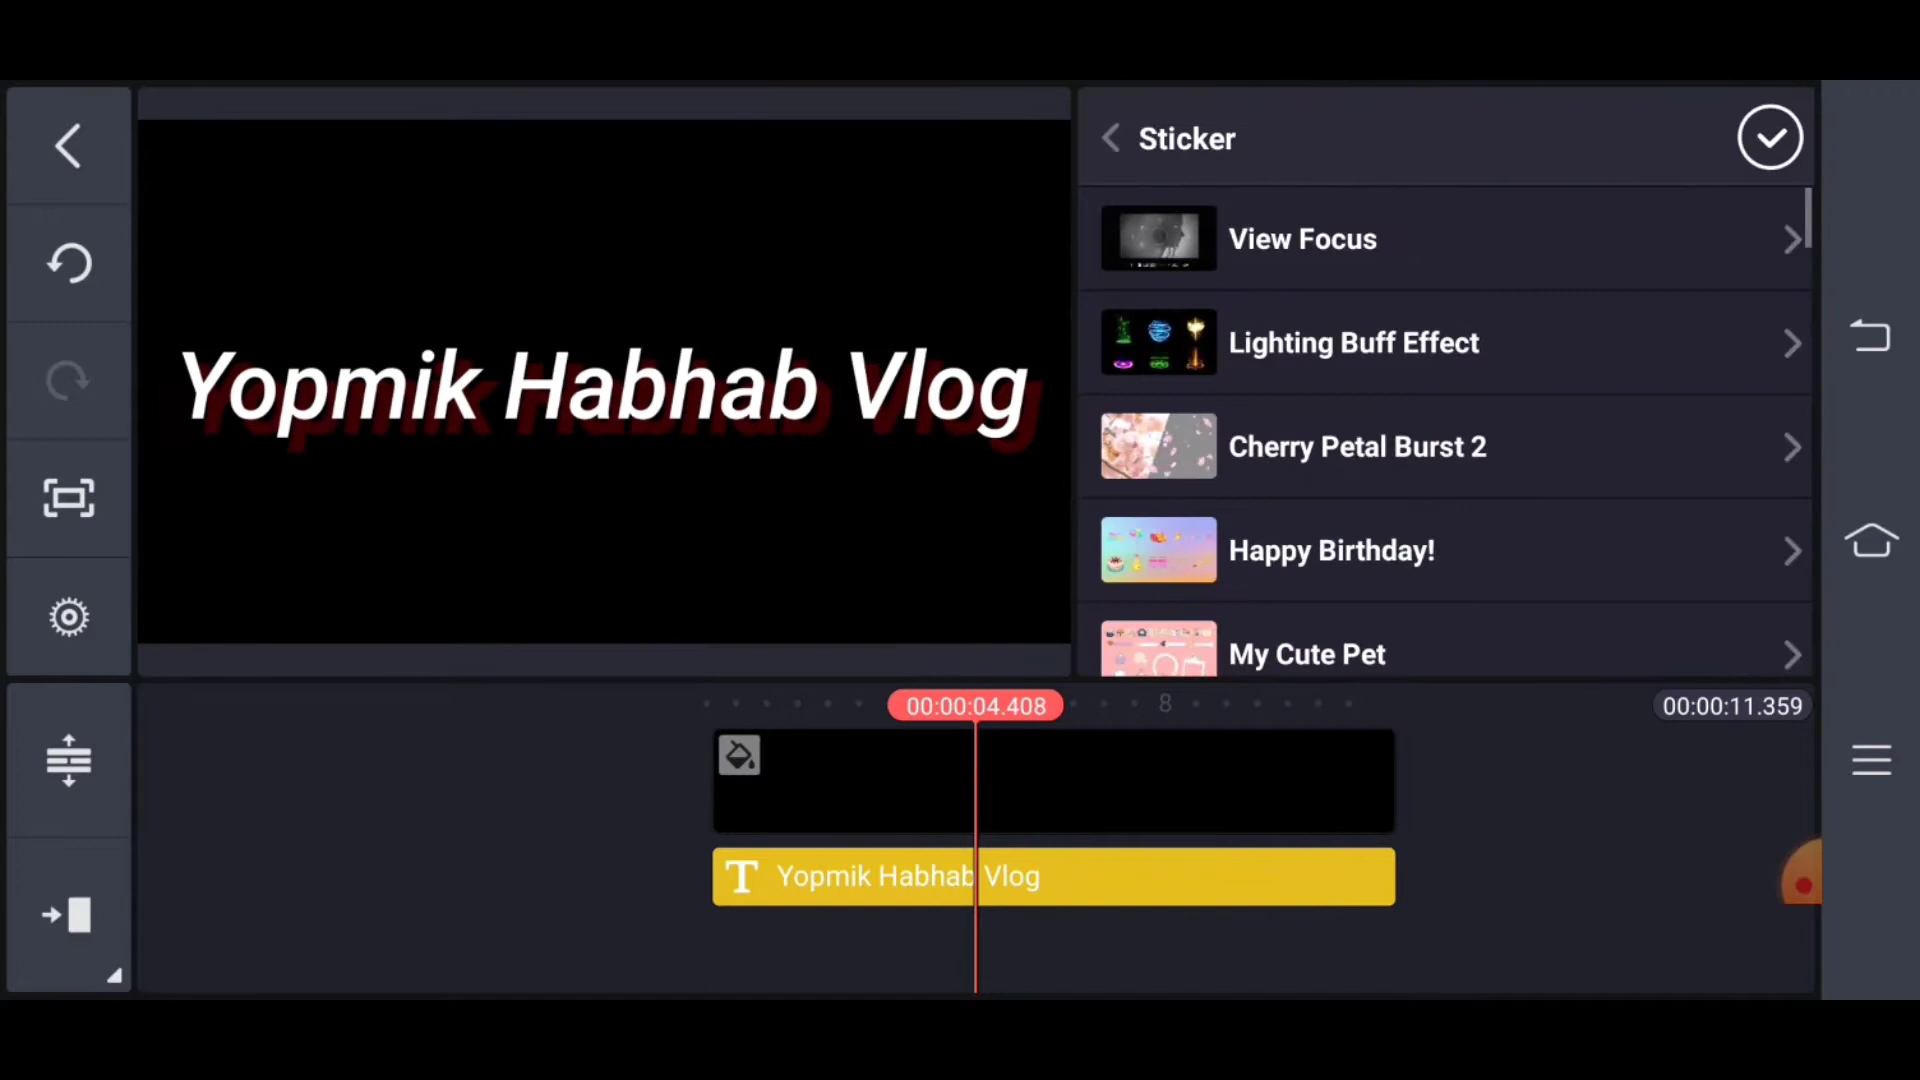 Sticker
Yopmik Habhab Vlog
View Focus
Lighting Buff Effect
Cherry Petal Burst 2
Happy Birthday!
My Cute Pet
00:00:04.408
8
00:00:11.359
T Yopmik Habhab Vlog